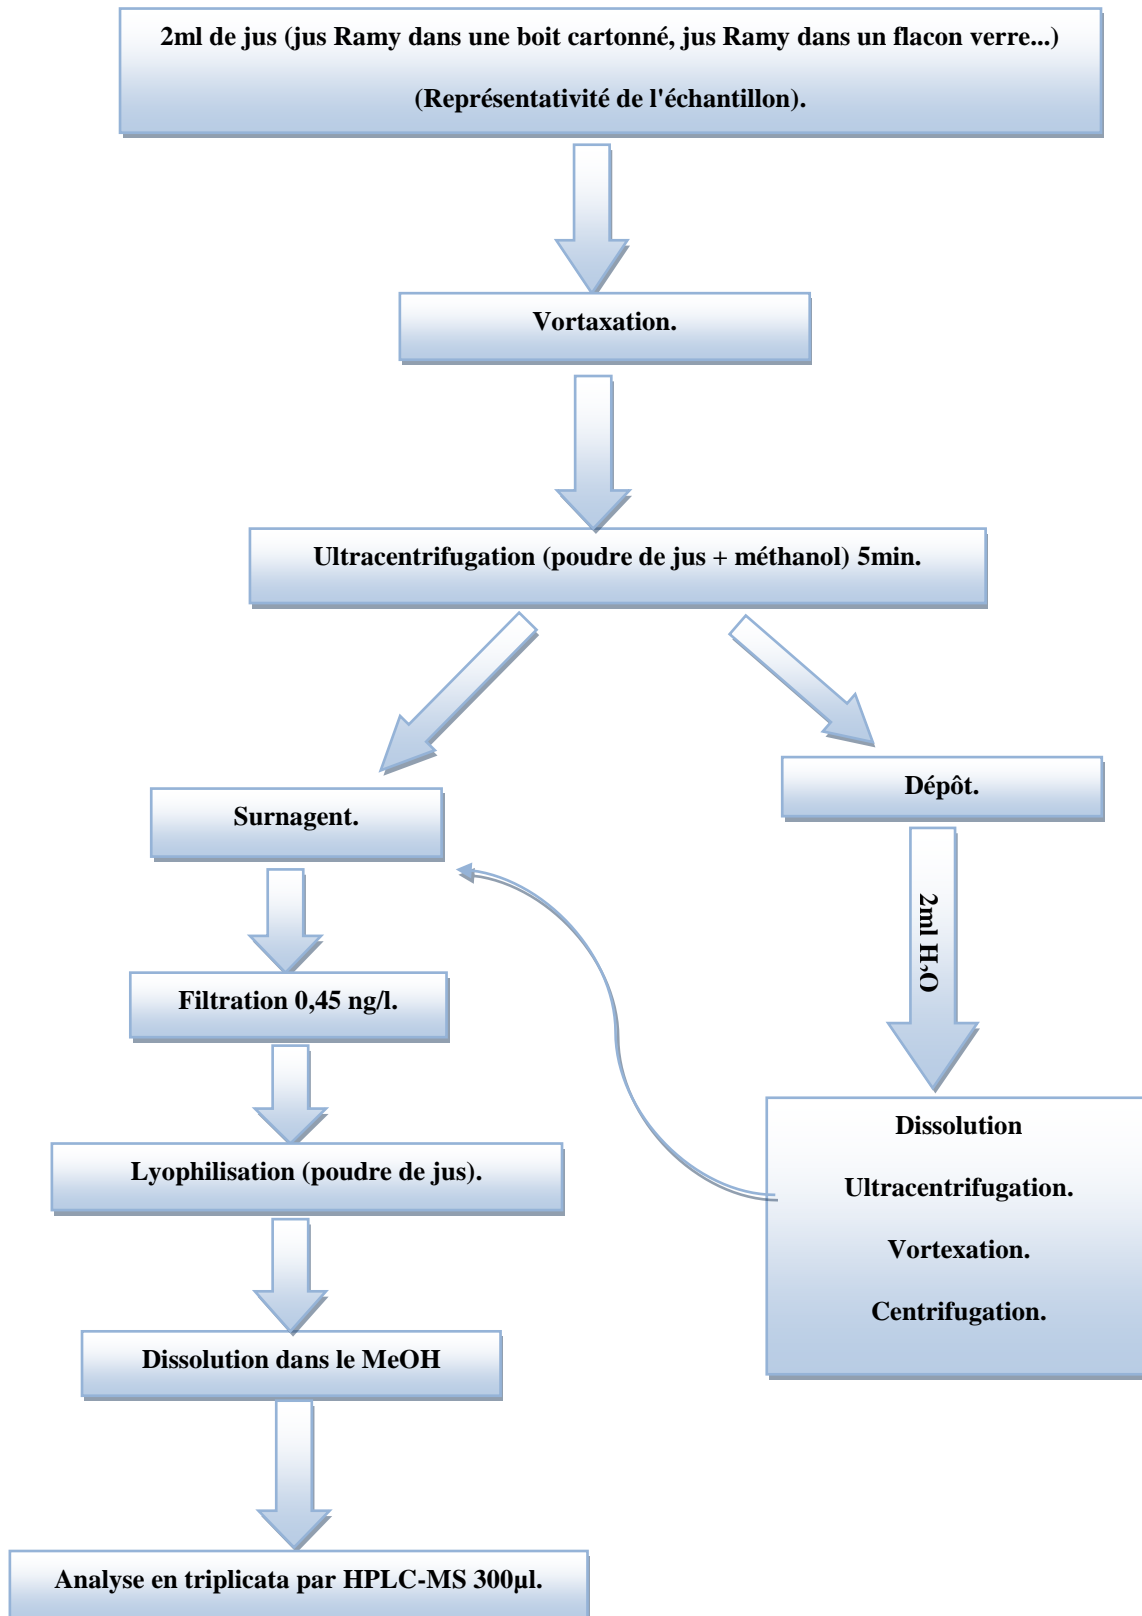 2ml de jus (jus Ramy dans une boit cartonné, jus Ramy dans un flacon verre...)
(Représentativité de l'échantillon).
Vortaxation.
Ultracentrifugation (poudre de jus + méthanol) 5min.
Surnagent.
Dépôt.
2ml H₂O
Filtration 0,45 ng/l.
Lyophilisation (poudre de jus).
Dissolution
Ultracentrifugation.
Vortexation.
Centrifugation.
Dissolution dans le MeOH
Analyse en triplicata par HPLC-MS 300µl.